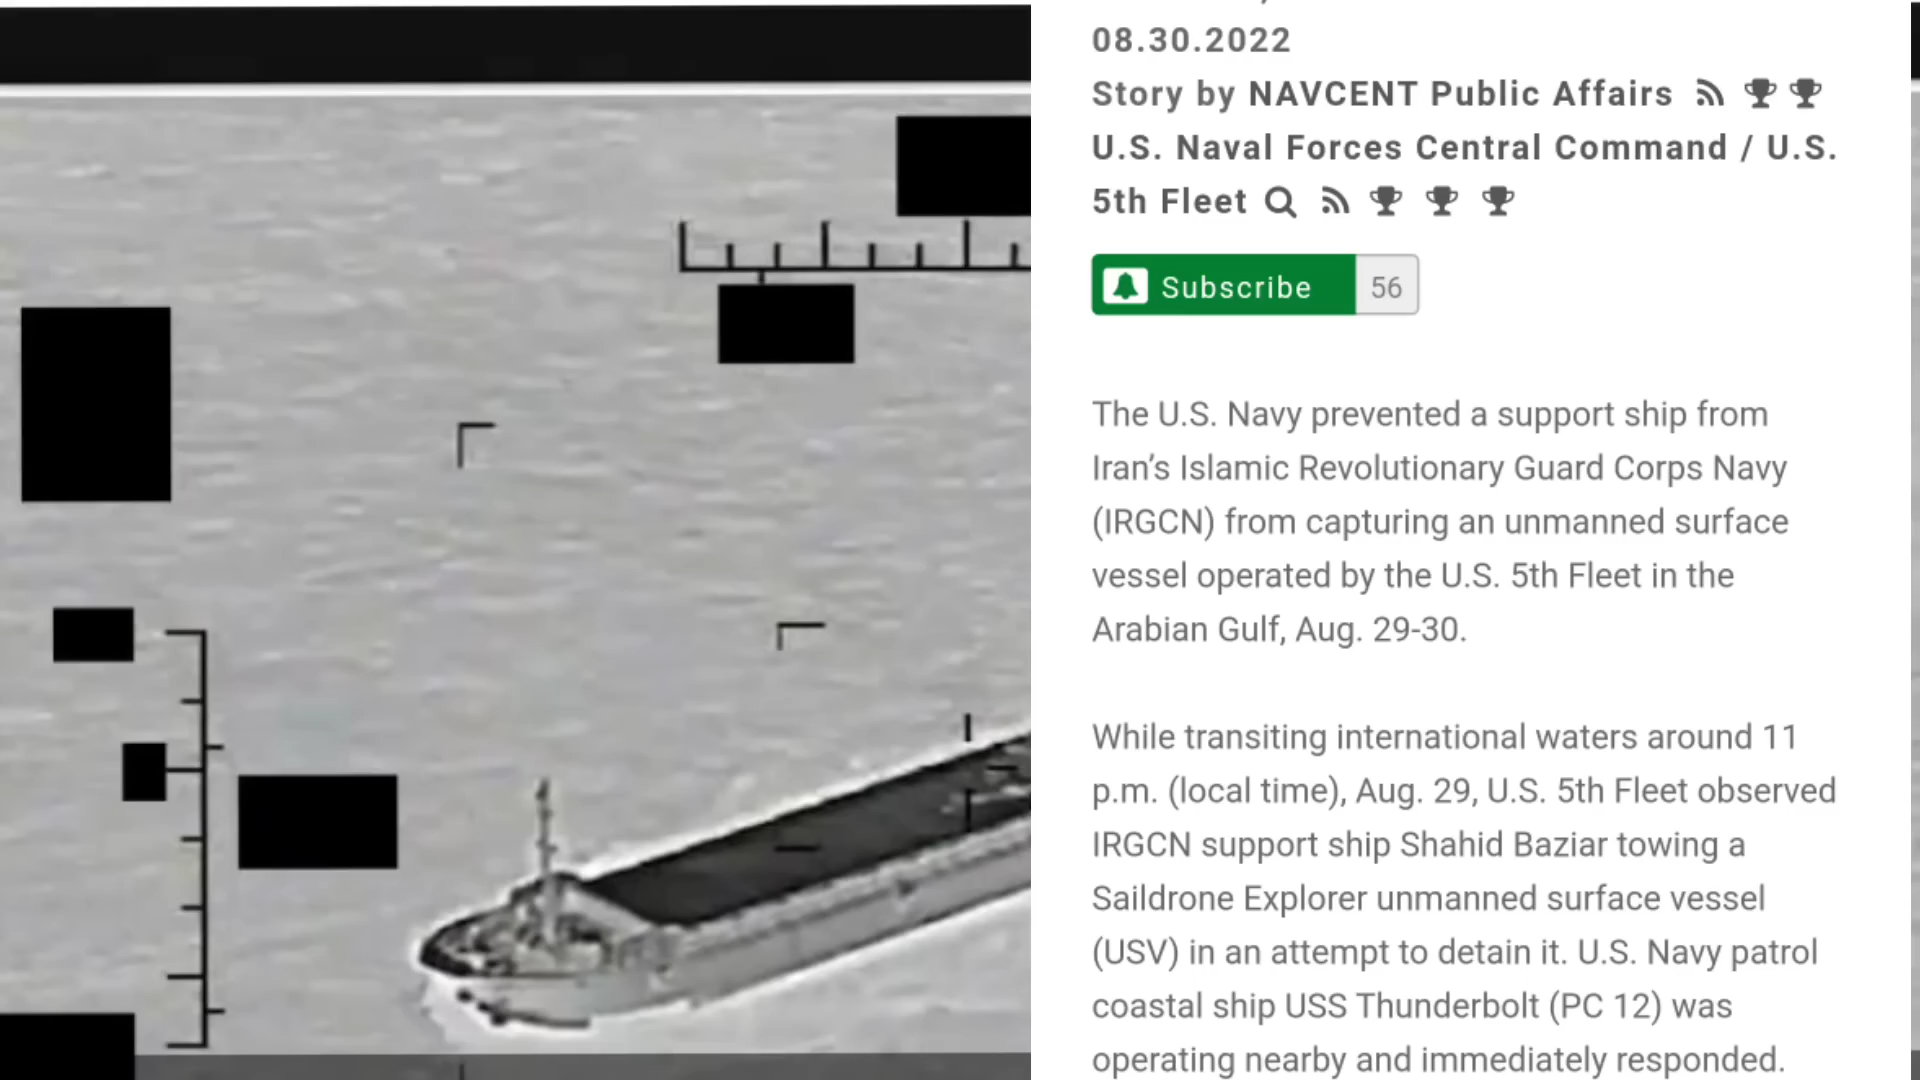 08.30.2022
Story by NAVCENT Public Affairs
U.S. Naval Forces Central Command / U.S.
5th Fleet
Subscribe 56
The U.S. Navy prevented a support ship from
Iran’s Islamic Revolutionary Guard Corps Navy
(IRGCN) from capturing an unmanned surface
vessel operated by the U.S. 5th Fleet in the
Arabian Gulf, Aug. 29-30.
While transiting international waters around 11
p.m. (local time), Aug. 29, U.S. 5th Fleet observed
IRGCN support ship Shahid Baziar towing a
Saildrone Explorer unmanned surface vessel
(USV) in an attempt to detain it. U.S. Navy patrol
coastal ship USS Thunderbolt (PC 12) was
operating nearby and immediately responded.